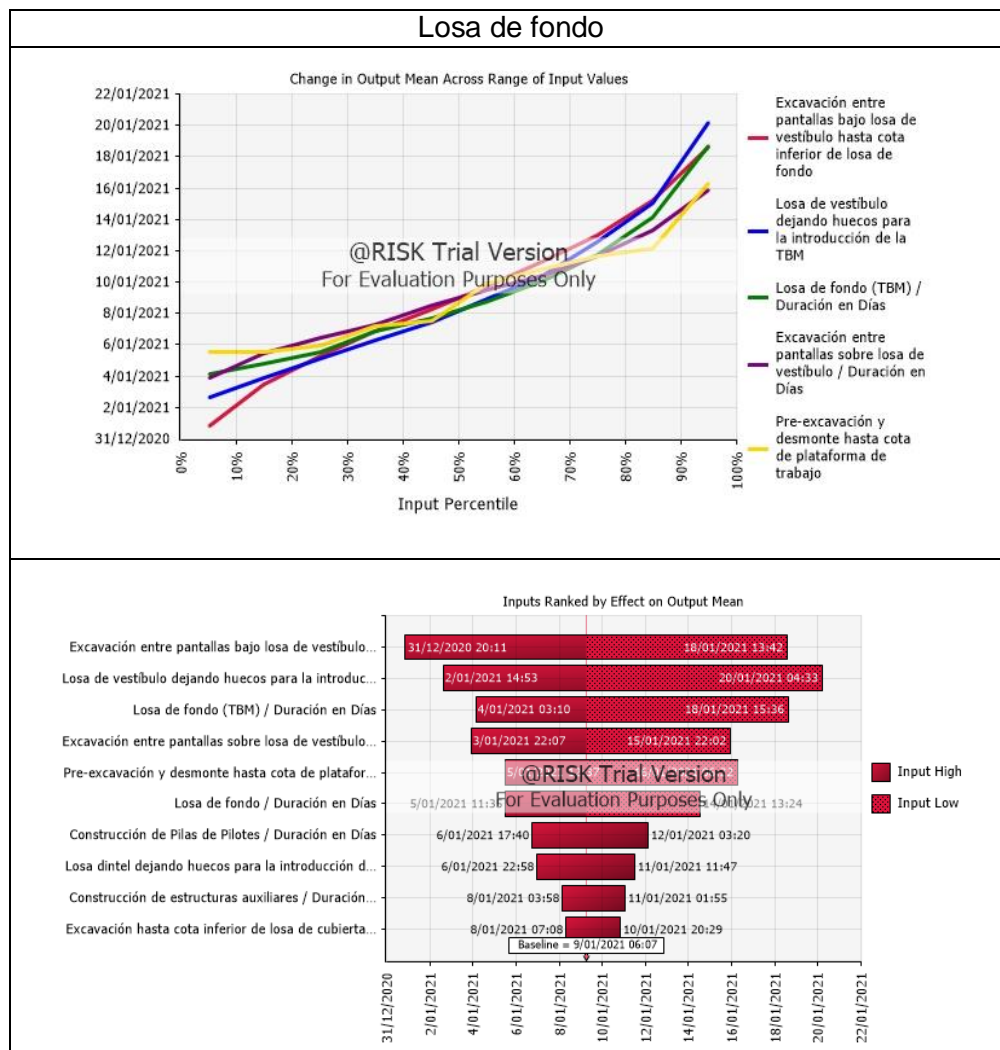 Losa de fondo
Change in Output Mean Across Range of Input Values
22/01/2021
20/01/2021
18/01/2021
16/01/2021
14/01/2021
12/01/2021
10/01/2021
8/01/2021
6/01/2021
4/01/2021
2/01/2021
31/12/2020
0%
10%
20%
30%
40%
50%
60%
70%
80%
90%
100%
Input Percentile
@RISK Trial Version
For Evaluation Purposes Only
Excavación entre
pantallas bajo losa de
vestíbulo hasta cota
inferior de losa de
fondo
Losa de vestíbulo
dejando huecos para
la introducción de la
TBM
Losa de fondo (TBM) /
Duración en Días
Excavación entre
pantallas sobre losa de
vestíbulo / Duración en
Días
Pre-excavación y
desmonte hasta cota
de plataforma de
trabajo
Inputs Ranked by Effect on Output Mean
Excavación entre pantallas bajo losa de vestíbulo... 31/12/2020 20:11 18/01/2021 13:42
Losa de vestíbulo dejando huecos para la introduc... 2/01/2021 14:53 20/01/2021 04:33
Losa de fondo (TBM) / Duración en Días 4/01/2021 03:10 18/01/2021 15:36
Excavación entre pantallas sobre losa de vestíbulo... 3/01/2021 22:07 15/01/2021 22:02
Pre-excavación y desmonte hasta cota de platafor...
@RISK Trial Version
For Evaluation Purposes Only
Losa de fondo / Duración en Días 14/01/2021 13:24
Construcción de Pilas de Pilotes / Duración en Días 6/01/2021 17:40 12/01/2021 03:20
Losa dintel dejando huecos para la introducción d... 6/01/2021 22:58 11/01/2021 11:47
Construcción de estructuras auxiliares / Duración... 8/01/2021 03:58 11/01/2021 01:55
Excavación hasta cota inferior de losa de cubierta... 8/01/2021 07:08 10/01/2021 20:29
Baseline = 9/01/2021 06:07
Input High
Input Low
31/12/2020
2/01/2021
4/01/2021
6/01/2021
8/01/2021
10/01/2021
12/01/2021
14/01/2021
16/01/2021
18/01/2021
20/01/2021
22/01/2021